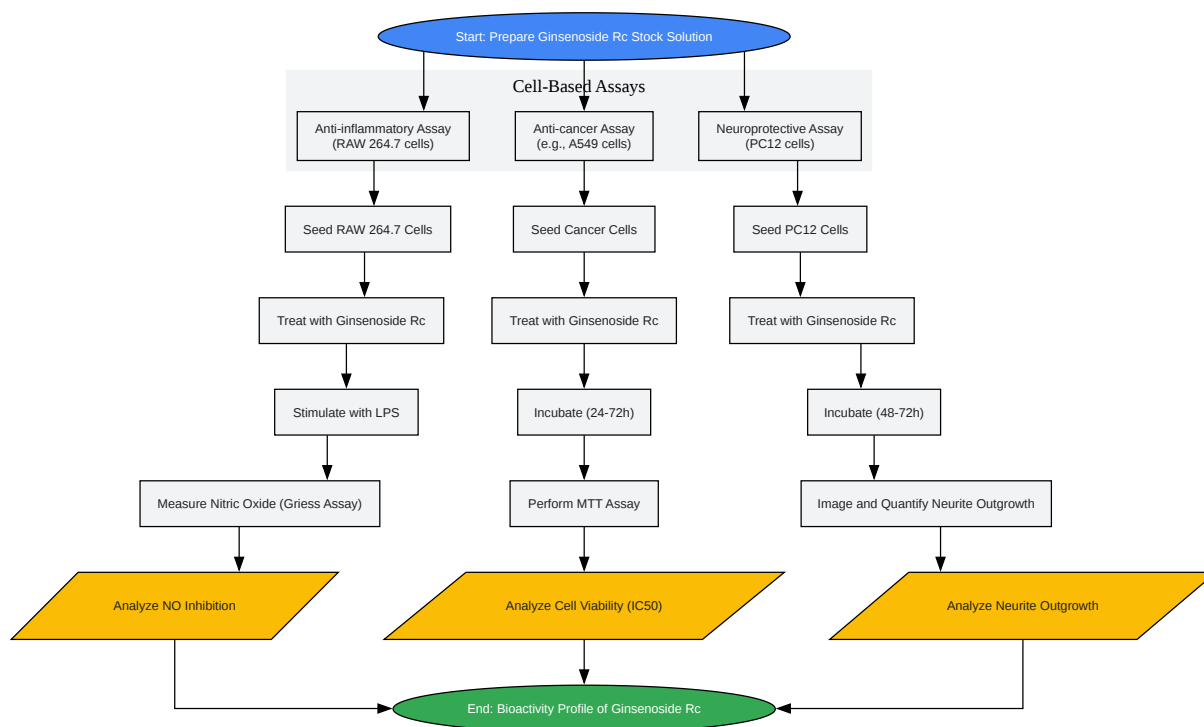 Start: Prepare Ginsenoside Rc Stock Solution
Cell-Based Assays
Anti-inflammatory Assay
(RAW 264.7 cells)
Anti-cancer Assay
(e.g., A549 cells)
Neuroprotective Assay
(PC12 cells)
Seed RAW 264.7 Cells
Seed Cancer Cells
Seed PC12 Cells
Treat with Ginsenoside Rc
Treat with Ginsenoside Rc
Treat with Ginsenoside Rc
Stimulate with LPS
Incubate (24-72h)
Incubate (48-72h)
Measure Nitric Oxide (Griess Assay)
Perform MTT Assay
Image and Quantify Neurite Outgrowth
Analyze NO Inhibition
Analyze Cell Viability (IC50)
Analyze Neurite Outgrowth
End: Bioactivity Profile of Ginsenoside Rc